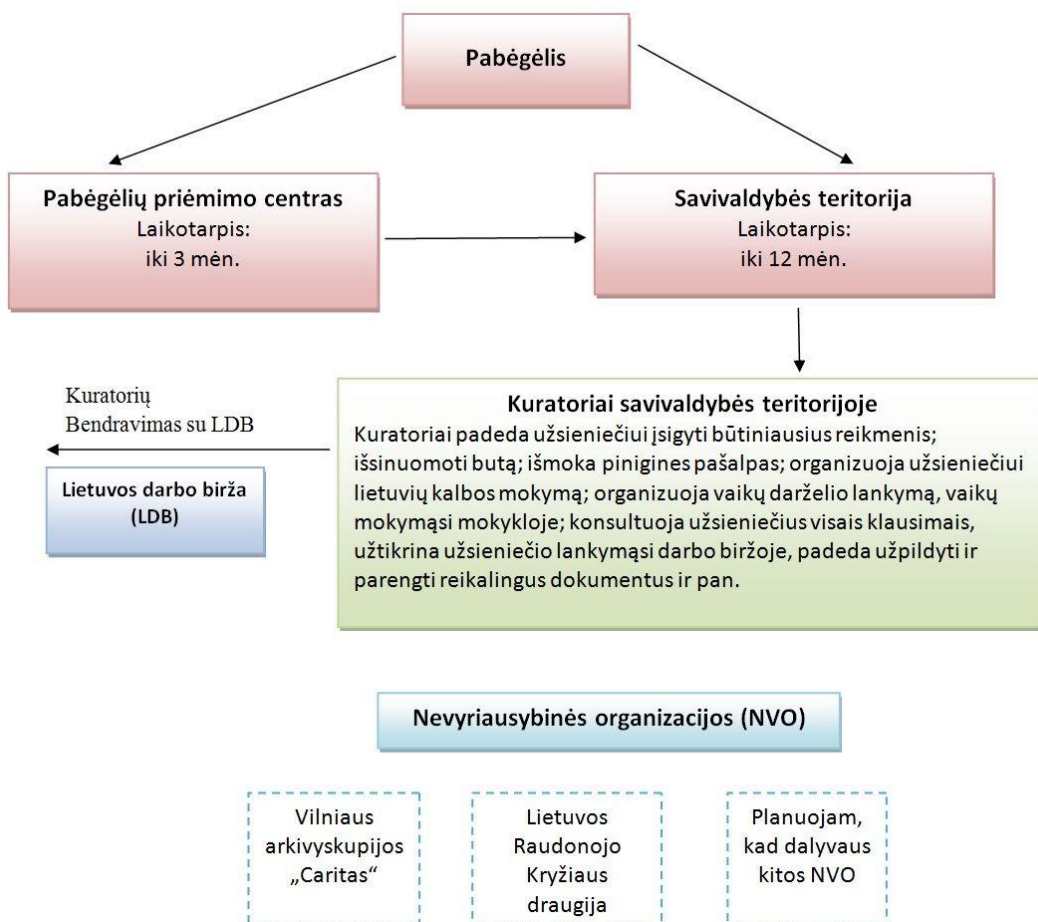 Pabėgėlis
Pabėgėlių priėmimo centras
Laikotarpis:
iki 3 mėn.
Savivaldybės teritorija
Laikotarpis:
iki 12 mėn.
Kuratorių
Bendravimas su LDB
Lietuvos darbo birža
(LDB)
Kuratoriai savivaldybės teritorijoje
Kuratoriai padeda užsieniečiui įsigyti būtiniausius reikmenis;
išsinuomoti butą; išmoka pinigines pašalpas; organizuoja užsieniečiui
lietuvių kalbos mokymą; organizuoja vaikų darželio lankymą, vaikų
mokymąsi mokykloje; konsultuoja užsieniečius visais klausimais,
užtikrina užsieniečio lankymąsi darbo biržoje, padeda užpildyti ir
parengti reikalingus dokumentus ir pan.
Nevyriausybinės organizacijos (NVO)
Vilniaus
arkivyskupijos
„Caritas“
Lietuvos
Raudonojo
Kryžiaus
draugija
Planuojam,
kad dalyvaus
kitos NVO